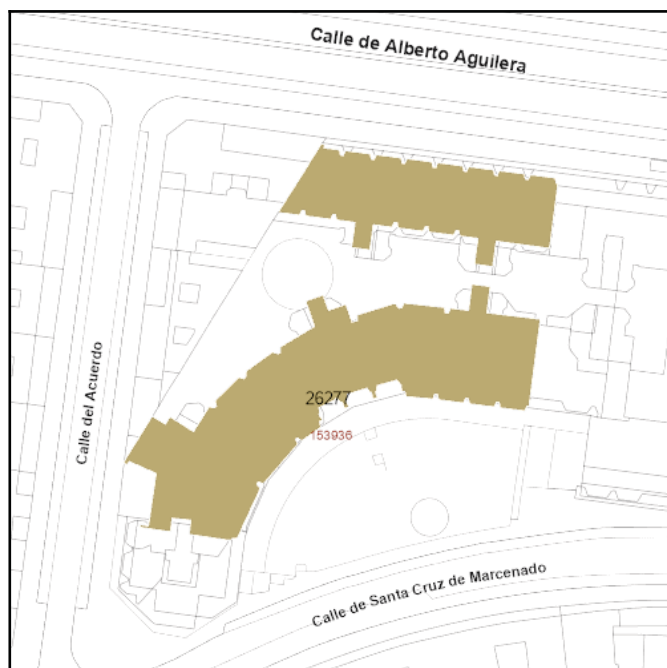 Calle de Alberto Aguilera
Calle del Acuerdo
26277
153936
Calle de Santa Cruz de Marcenado